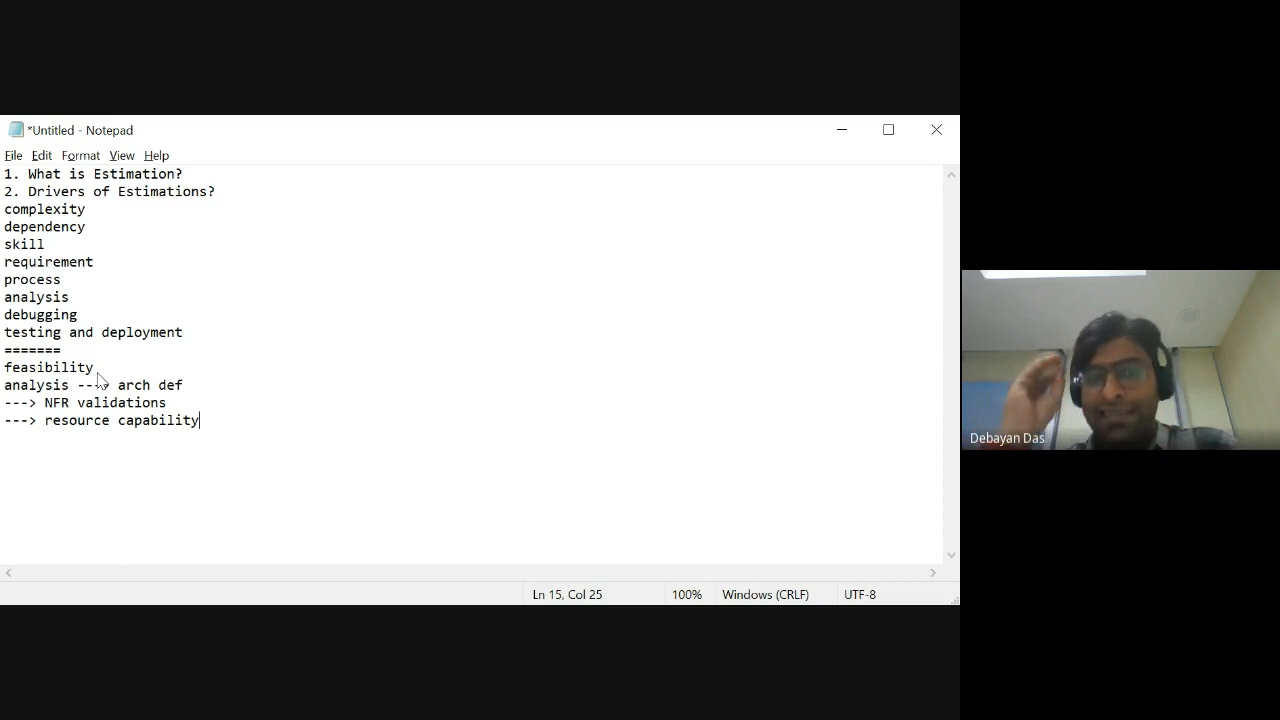 *Untitled - Notepad
File Edit Format View Help
1. What is Estimation?
2. Drivers of Estimations?
complexity
dependency
skill
requirement
process
analysis
debugging
testing and deployment
=======
feasibility
analysis ---> arch def
---> NFR validations
---> resource capability
Ln 15, Col 25 100% Windows (CRLF) UTF-8
Debayan Das